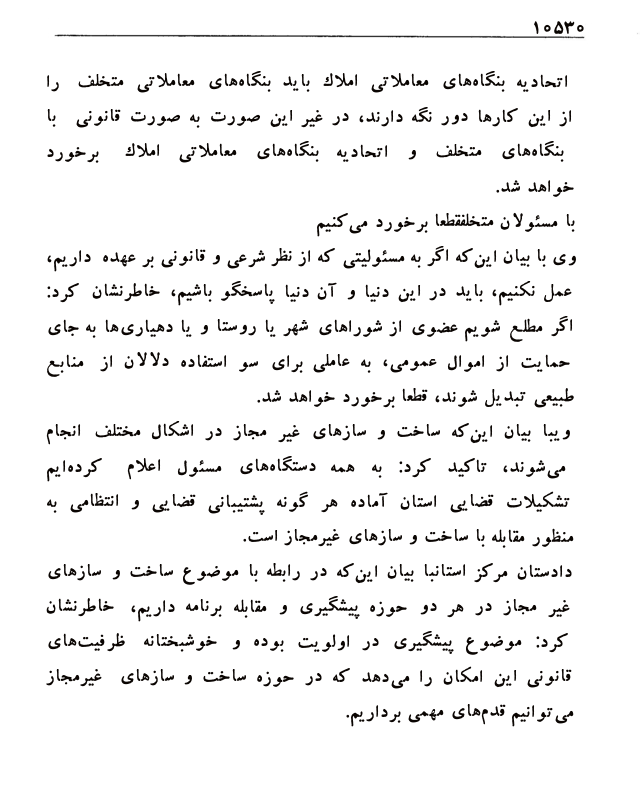 ۱۰۵۳۰
اتحادیه بنگاه‌های معاملاتی املاك باید بنگاه‌های معاملاتی متخلف را
از این کارها دور نگه دارند، در غیر این صورت به صورت قانونی با
بنگاه‌های متخلف و اتحادیه بنگاه‌های معاملاتی املاك برخورد
خواهد شد.
با مسئولان متخلفقطعا برخورد می‌کنیم
وی با بیان این‌که اگر به مسئولیتی که از نظر شرعی و قانونی بر عهده داریم،
عمل نکنیم، باید در این دنیا و آن دنیا پاسخگو باشیم، خاطرنشان کرد:
اگر مطلع شویم عضوی از شوراهای شهر یا روستا و یا دهیاری‌ها به جای
حمایت از اموال عمومی، به عاملی برای سو استفاده دلالان از منابع
طبیعی تبدیل شوند، قطعا برخورد خواهد شد.
ویبا بیان این‌که ساخت و سازهای غیر مجاز در اشکال مختلف انجام
می‌شوند، تاکید کرد: به همه دستگاه‌های مسئول اعلام کرده‌ایم
تشکیلات قضایی استان آماده هر گونه پشتیبانی قضایی و انتظامی به
منظور مقابله با ساخت و سازهای غیرمجاز است.
دادستان مرکز استانبا بیان این‌که در رابطه با موضوع ساخت و سازهای
غیر مجاز در هر دو حوزه پیشگیری و مقابله برنامه داریم، خاطرنشان
کرد: موضوع پیشگیری در اولویت بوده و خوشبختانه ظرفیت‌های
قانونی این امکان را می‌دهد که در حوزه ساخت و سازهای غیرمجاز
می‌توانیم قدم‌های مهمی برداریم.